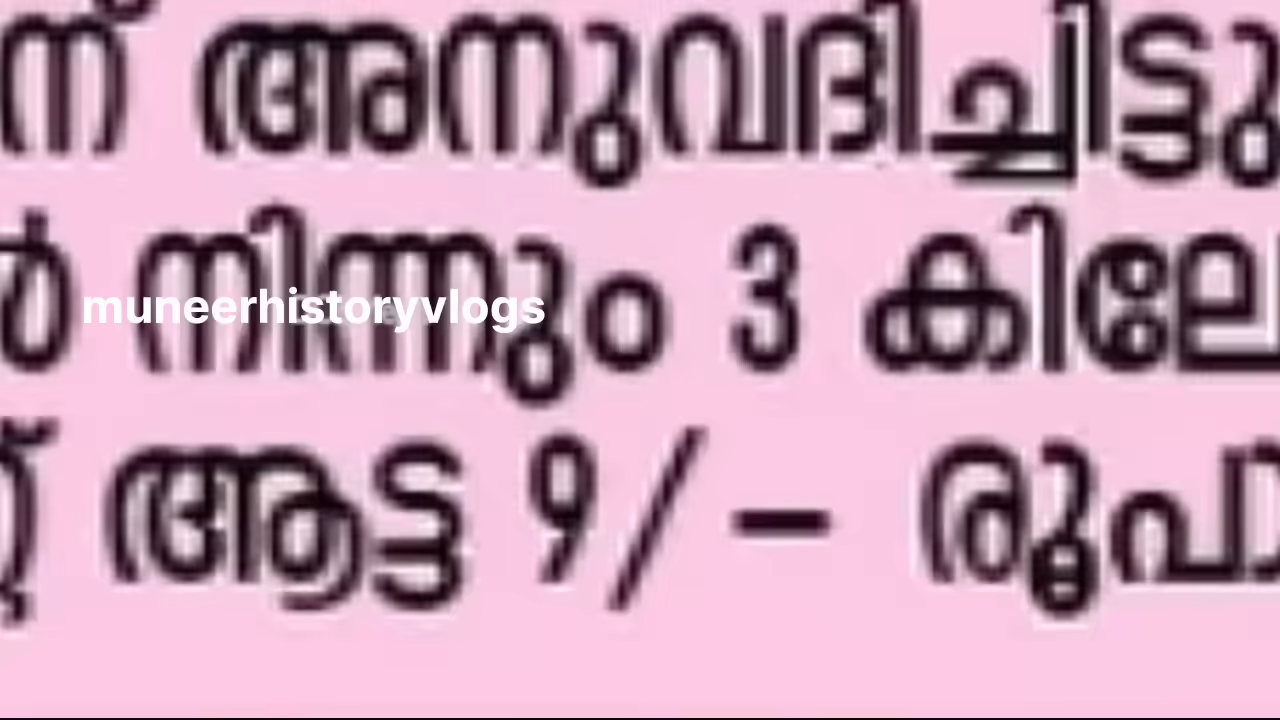 ന് അനുവദിച്ചിട്ടു
ൽ നിന്നും 3 കിലേ
muneerhistoryvlogs
റ്റ് ആട്ട 9/- രൂപ